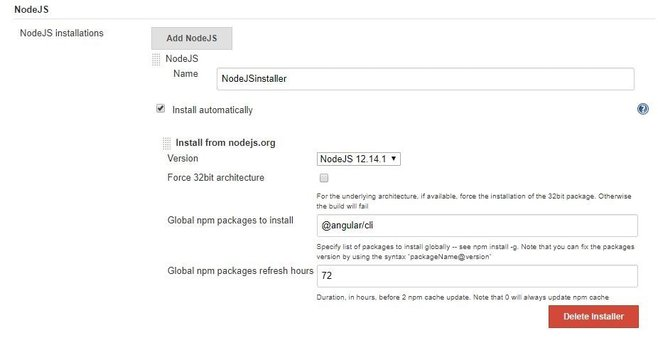 NodeJS
NodeJS installations
Add NodeJS
NodeJS
Name
NodeJSinstaller
Install automatically
?
Install from nodejs.org
Version
NodeJS 12.14.1
Force 32bit architecture
For the underlying architecture, if available, force the installation of the 32bit package. Otherwise
the build will fail
Global npm packages to install
@angular/cli
Specify list of packages to install globally -- see npm install -g. Note that you can fix the packages
version by using the syntax `packageName@version`
Global npm packages refresh hours
72
Duration, in hours, before 2 npm cache update. Note that 0 will always update npm cache
Delete Installer